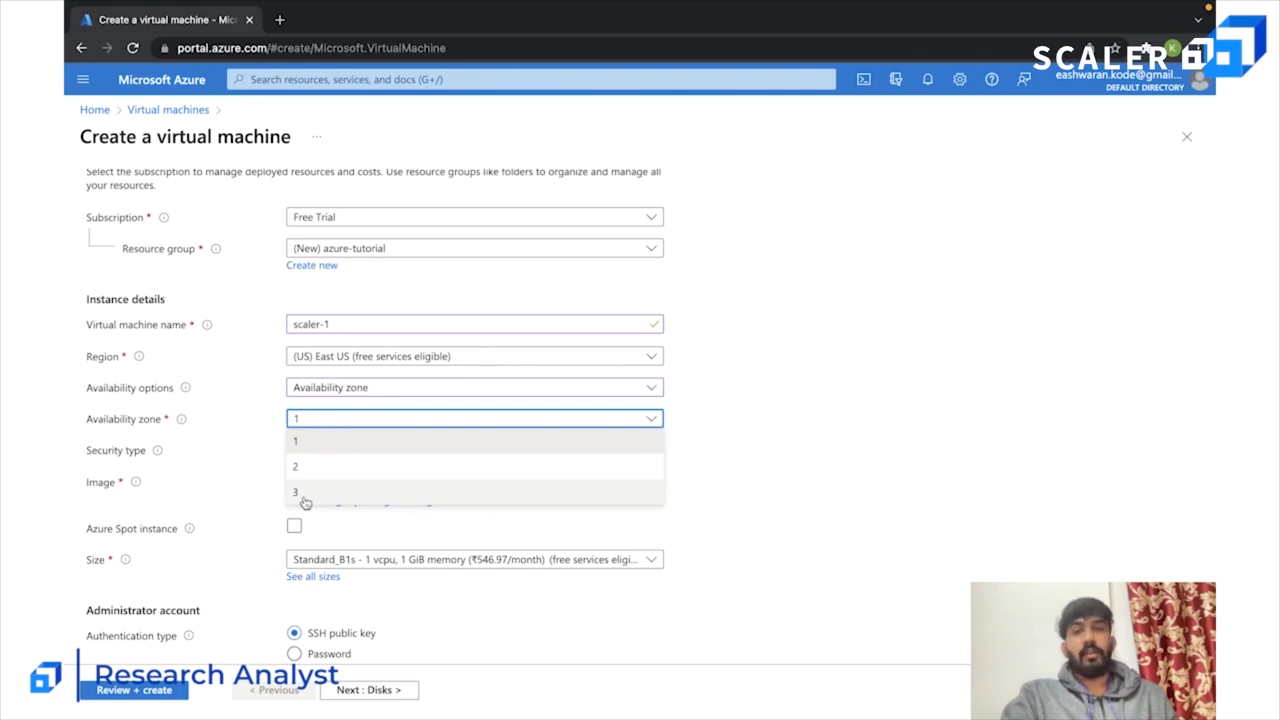 Create a virtual machine - Mic
portal.azure.com/#create/Microsoft.VirtualMachine
K
SCALER
Microsoft Azure
Search resources, services, and docs (G+/)
eashwaran.kode@gmail...
DEFAULT DIRECTORY
Home > Virtual machines >
Create a virtual machine ...
Select the subscription to manage deployed resources and costs. Use resource groups like folders to organize and manage all
your resources.
Subscription * Free Trial
Resource group * (New) azure-tutorial
Create new
Instance details
Virtual machine name * scaler-1
Region * (US) East US (free services eligible)
Availability options Availability zone
Availability zone * 1
1
Security type
2
Image *
3
Azure Spot instance
Size * Standard_B1s - 1 vcpu, 1 GiB memory (₹546.97/month) (free services eligi...
See all sizes
Administrator account
Authentication type SSH public key
Password
Research Analyst
Review + create < Previous Next : Disks >